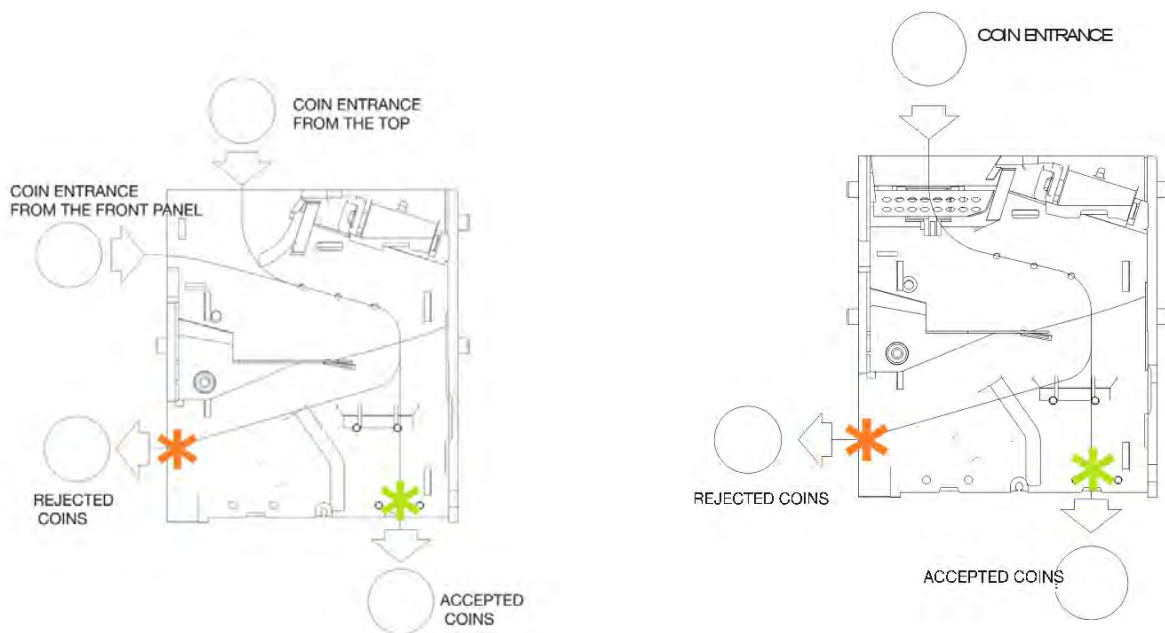 COIN ENTRANCE
FROM THE TOP
COIN ENTRANCE
FROM THE FRONT PANEL
REJECTED
COINS
ACCEPTED
COINS
COIN ENTRANCE
REJECTED COINS
ACCEPTED COINS